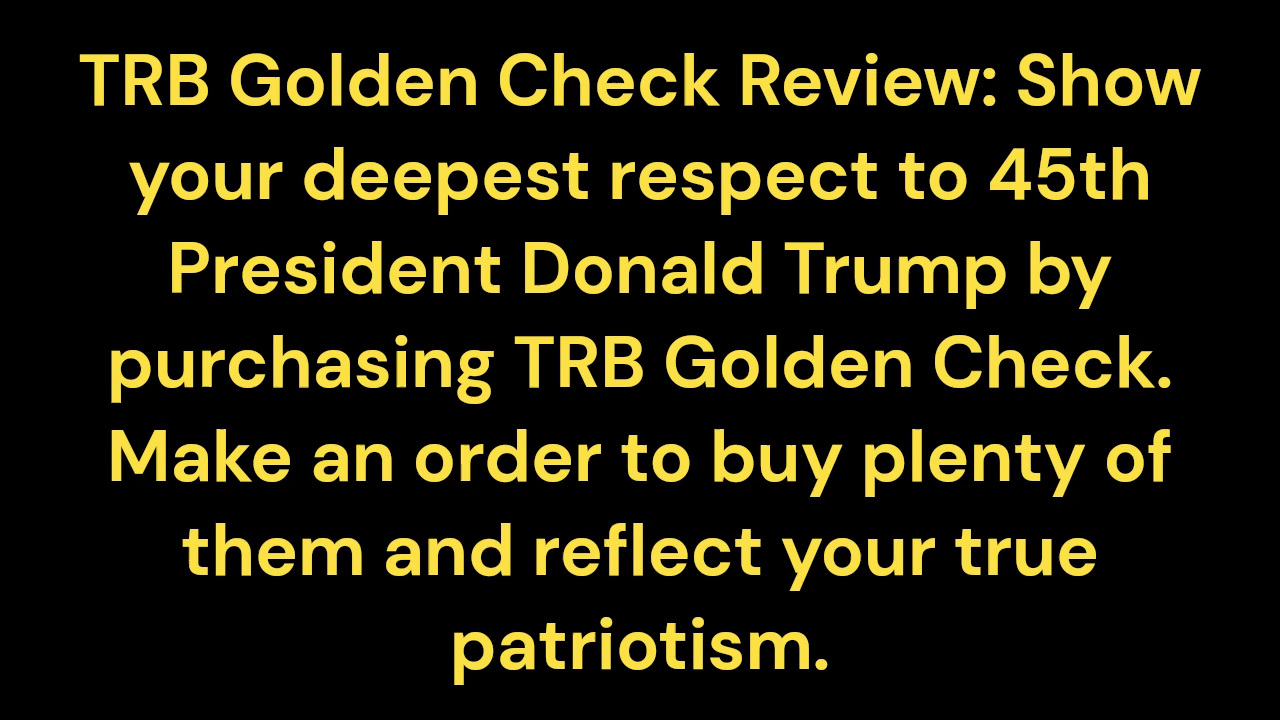 TRB Golden Check Review: Show
your deepest respect to 45th
President Donald Trump by
purchasing TRB Golden Check.
Make an order to buy plenty of
them and reflect your true
patriotism.